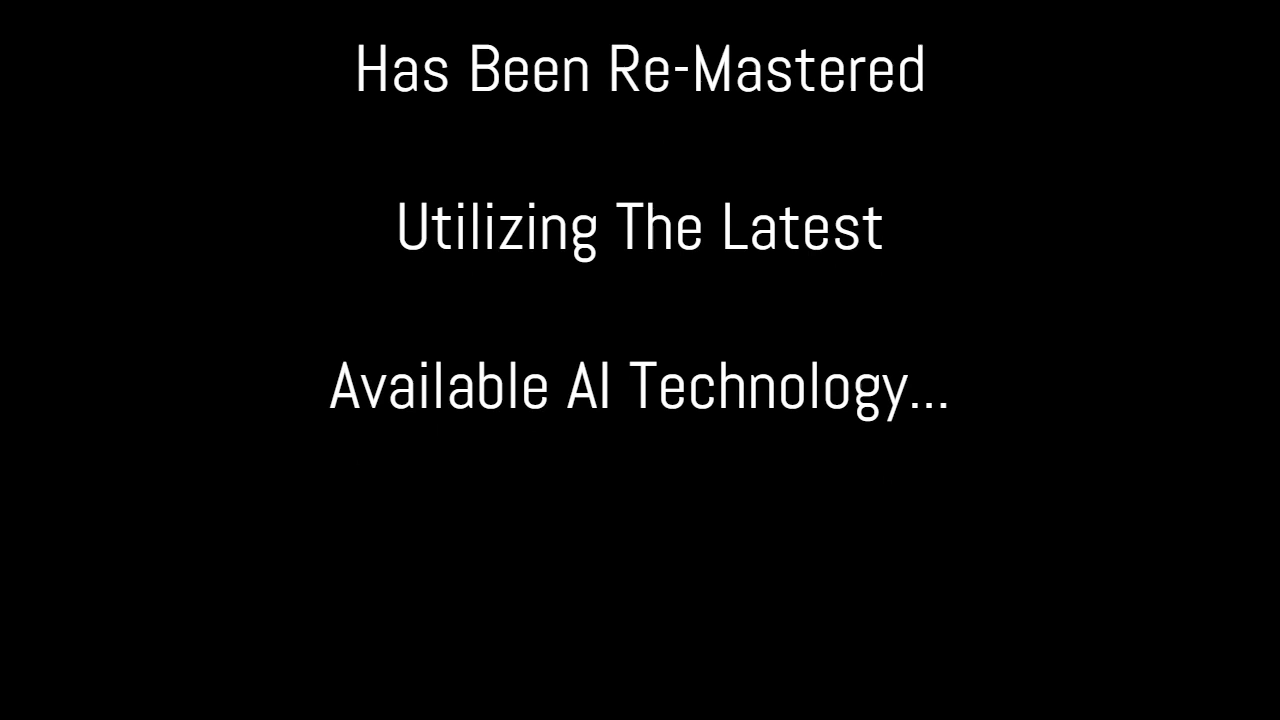 Has Been Re-Mastered
Utilizing The Latest
Available AI Technology...